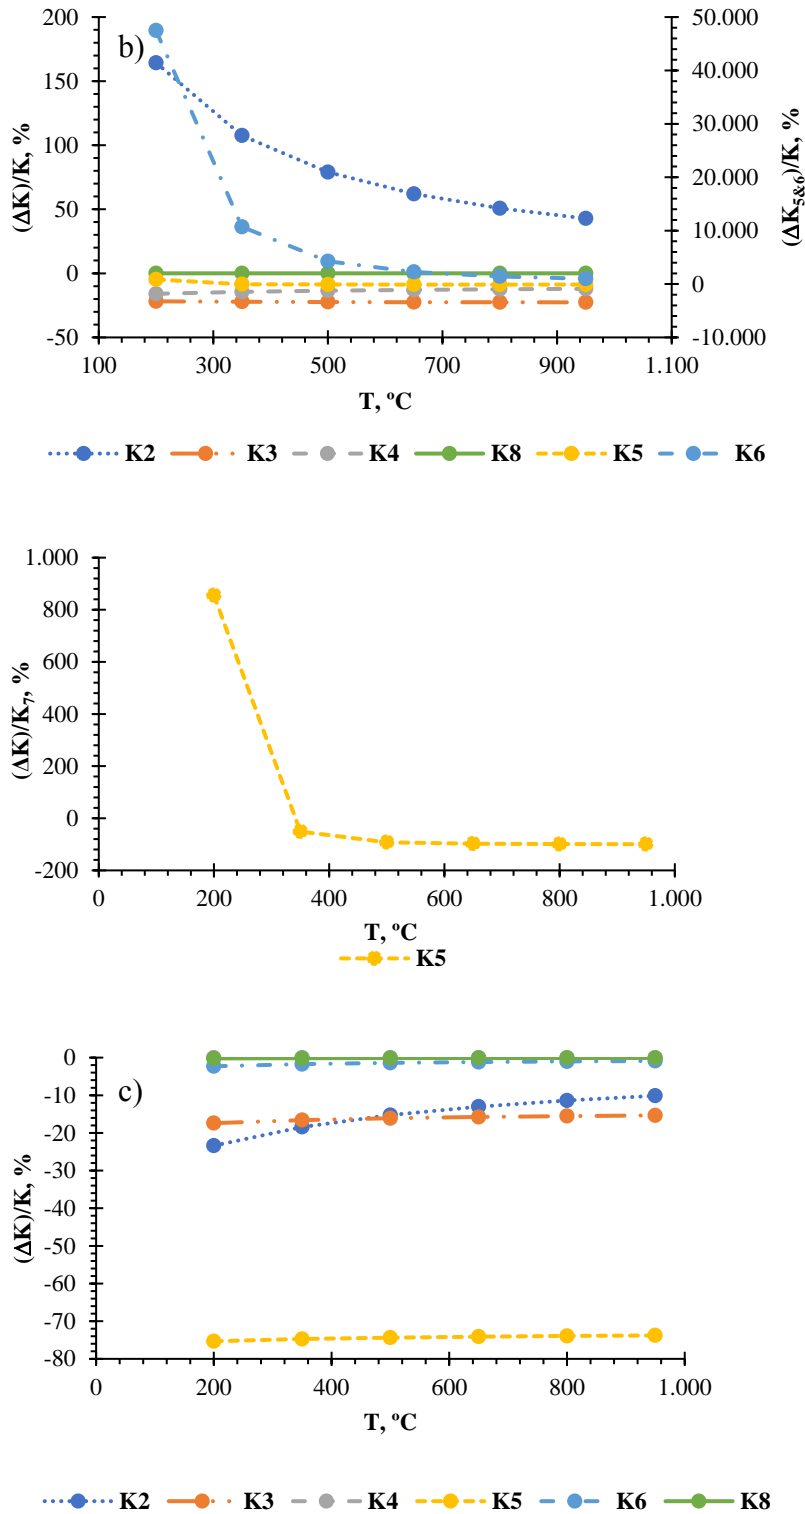 b)
(ΔK)/K, %
200
150
100
50
0
-50
50.000
40.000
30.000
20.000
10.000
0
-10.000
(ΔK5&6)/K, %
100 300 500 700 900 1.100
T, ºC
K2 K3 K4 K8 K5 K6
(ΔK)/K7, %
1.000
800
600
400
200
0
-200
0 200 400 600 800 1.000
T, ºC
K5
c)
(ΔK)/K, %
0
-10
-20
-30
-40
-50
-60
-70
-80
0 200 400 600 800 1.000
T, ºC
K2 K3 K4 K5 K6 K8